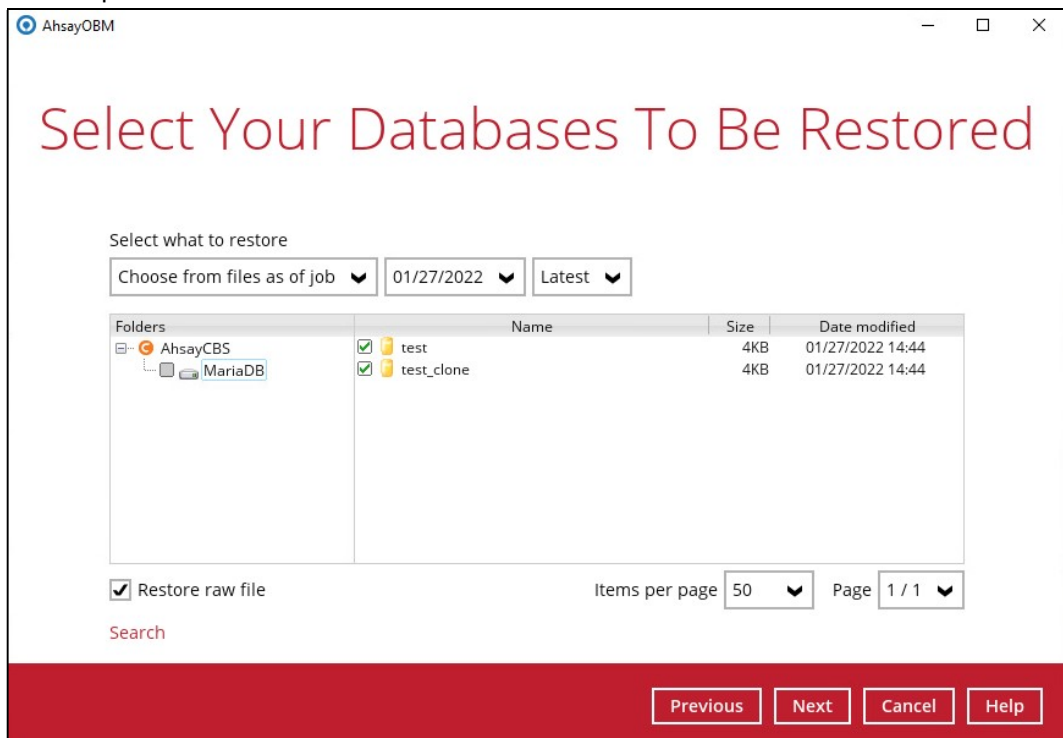 AhsayOBM
Select Your Databases To Be Restored
Select what to restore
Choose from files as of job 01/27/2022 Latest
Folders Name Size Date modified
AhsayCBS test 4KB 01/27/2022 14:44
MariaDB test_clone 4KB 01/27/2022 14:44
Restore raw file Items per page 50 Page 1 / 1
Search
Previous Next Cancel Help